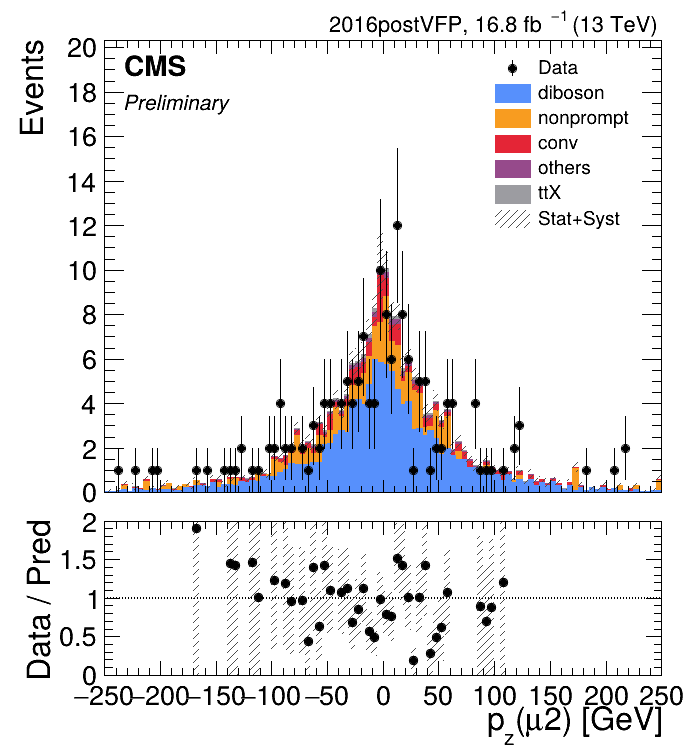 2016postVFP, 16.8 fb⁻¹ (13 TeV)
CMS
Preliminary
Events
20
18
16
14
12
10
8
6
4
2
0
Data
diboson
nonprompt
conv
others
ttX
Stat+Syst
Data / Pred
2
1.5
1
0.5
0
−250 −200 −150 −100 −50 0 50 100 150 200 250
p_z(μ2) [GeV]